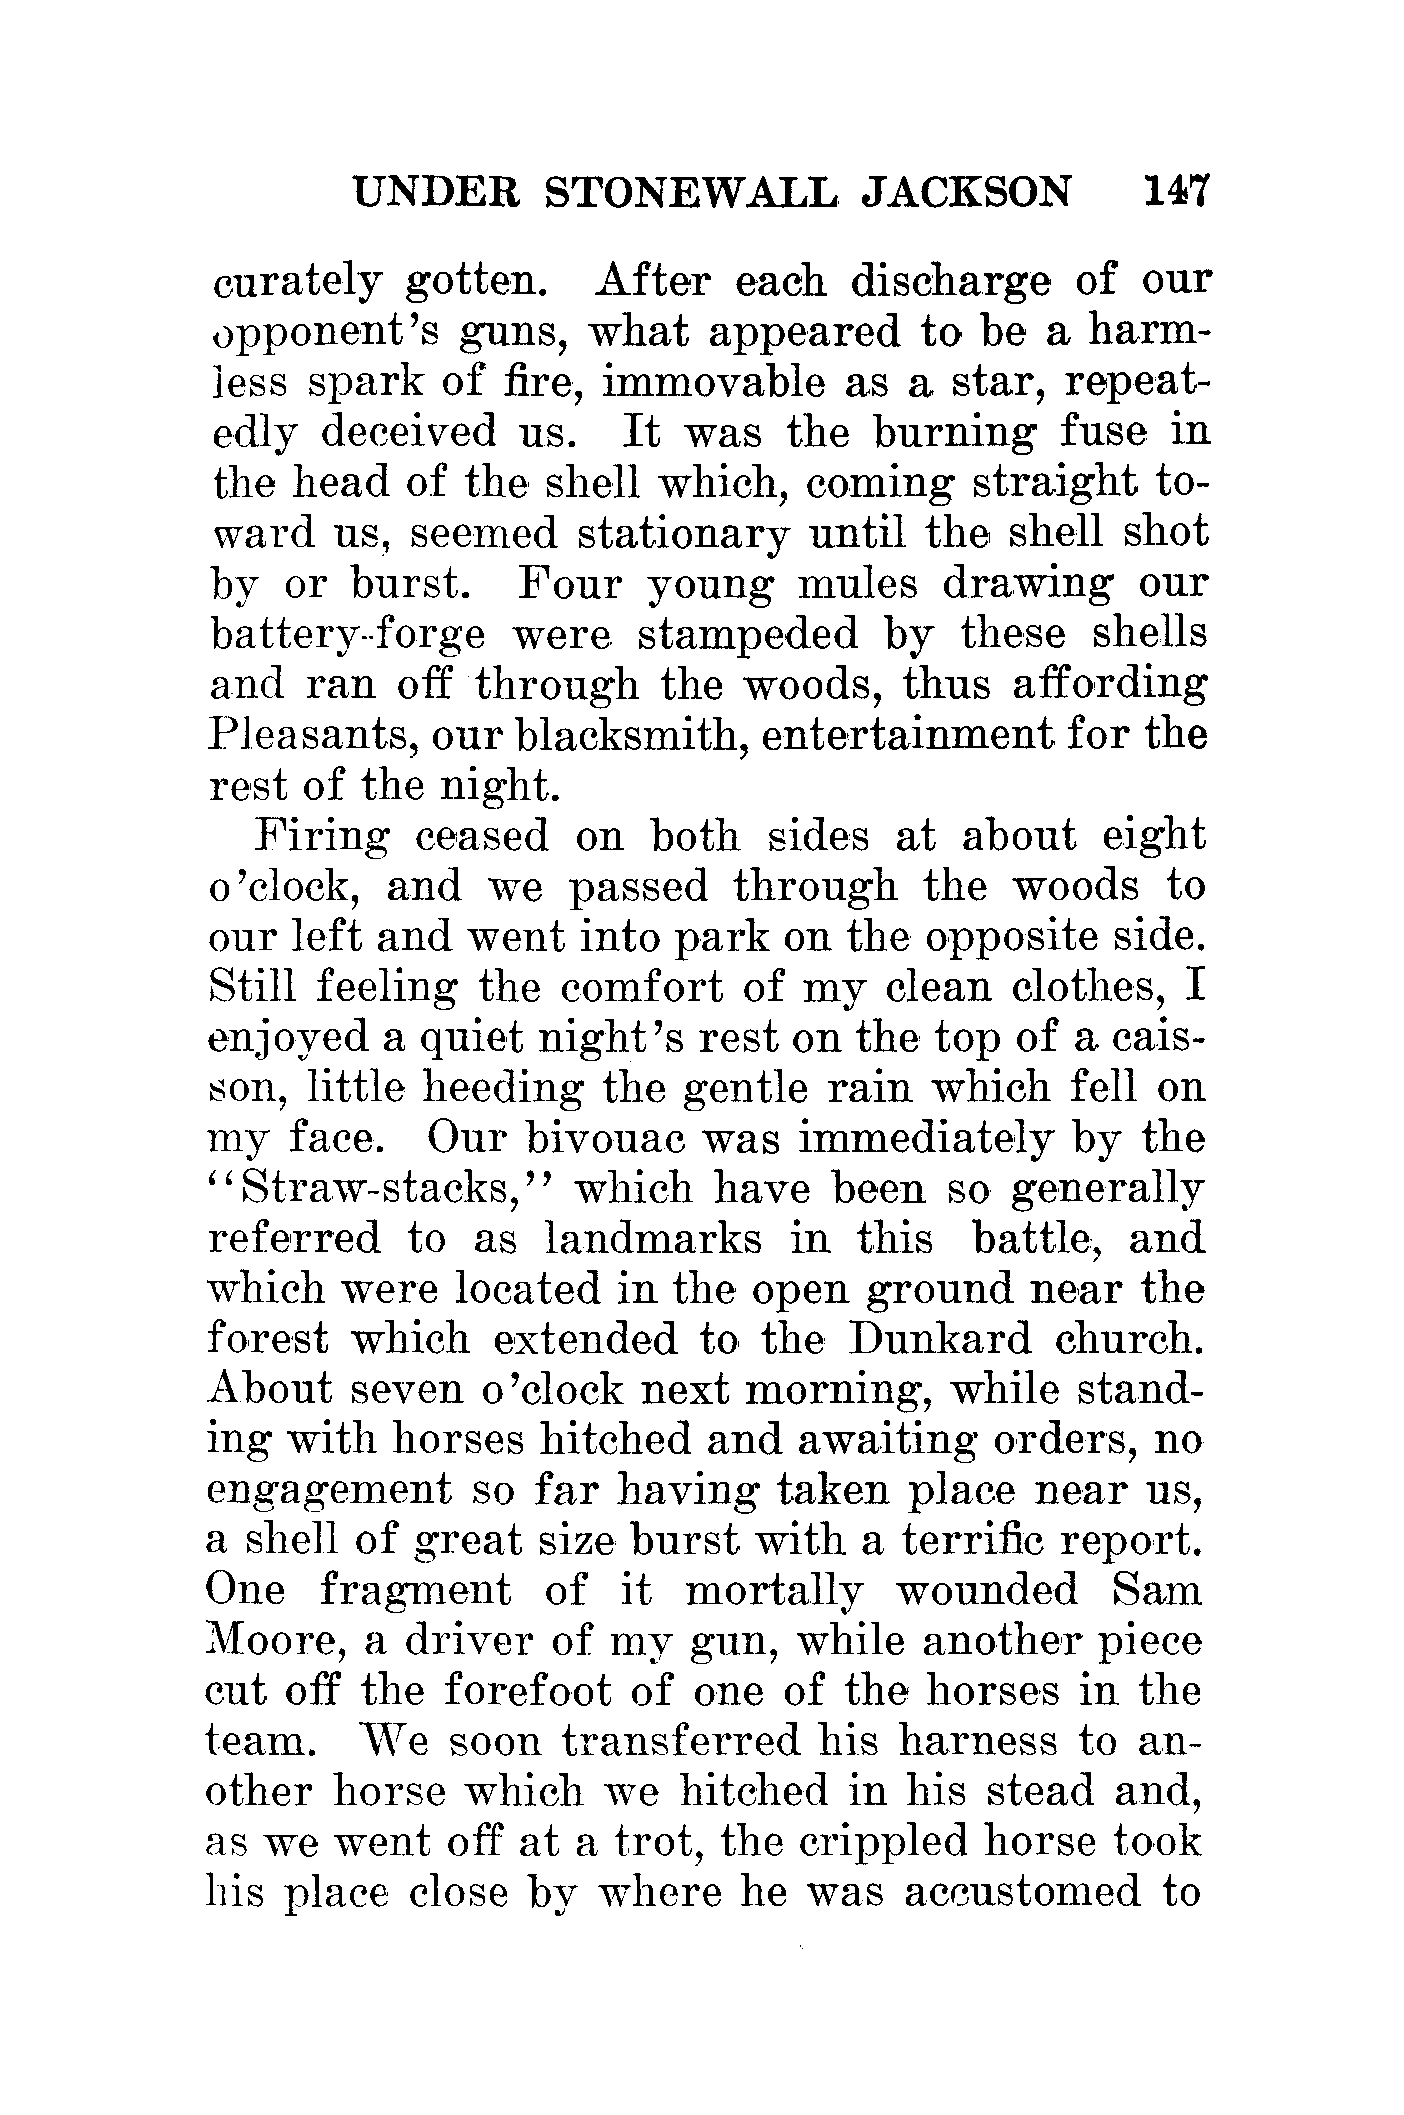 UNDER STONEWALL JACKSON 147
curately gotten. After each discharge of our
opponent's guns, what appeared to be a harm-
less spark of fire, immovable as a star, repeat-
edly deceived us. It was the burning fuse in
the head of the shell which, coming straight to-
ward us, seemed stationary until the shell shot
by or burst. Four young mules drawing our
battery-forge were stampeded by these shells
and ran off through the woods, thus affording
Pleasants, our blacksmith, entertainment for the
rest of the night.
Firing ceased on both sides at about eight
o'clock, and we passed through the woods to
our left and went into park on the opposite side.
Still feeling the comfort of my clean clothes, I
enjoyed a quiet night's rest on the top of a cais-
son, little heeding the gentle rain which fell on
my face. Our bivouac was immediately by the
"Straw-stacks," which have been so generally
referred to as landmarks in this battle, and
which were located in the open ground near the
forest which extended to the Dunkard church.
About seven o'clock next morning, while stand-
ing with horses hitched and awaiting orders, no
engagement so far having taken place near us,
a shell of great size burst with a terrific report.
One fragment of it mortally wounded Sam
Moore, a driver of my gun, while another piece
cut off the forefoot of one of the horses in the
team. We soon transferred his harness to an-
other horse which we hitched in his stead and,
as we went off at a trot, the crippled horse took
his place close by where he was accustomed to